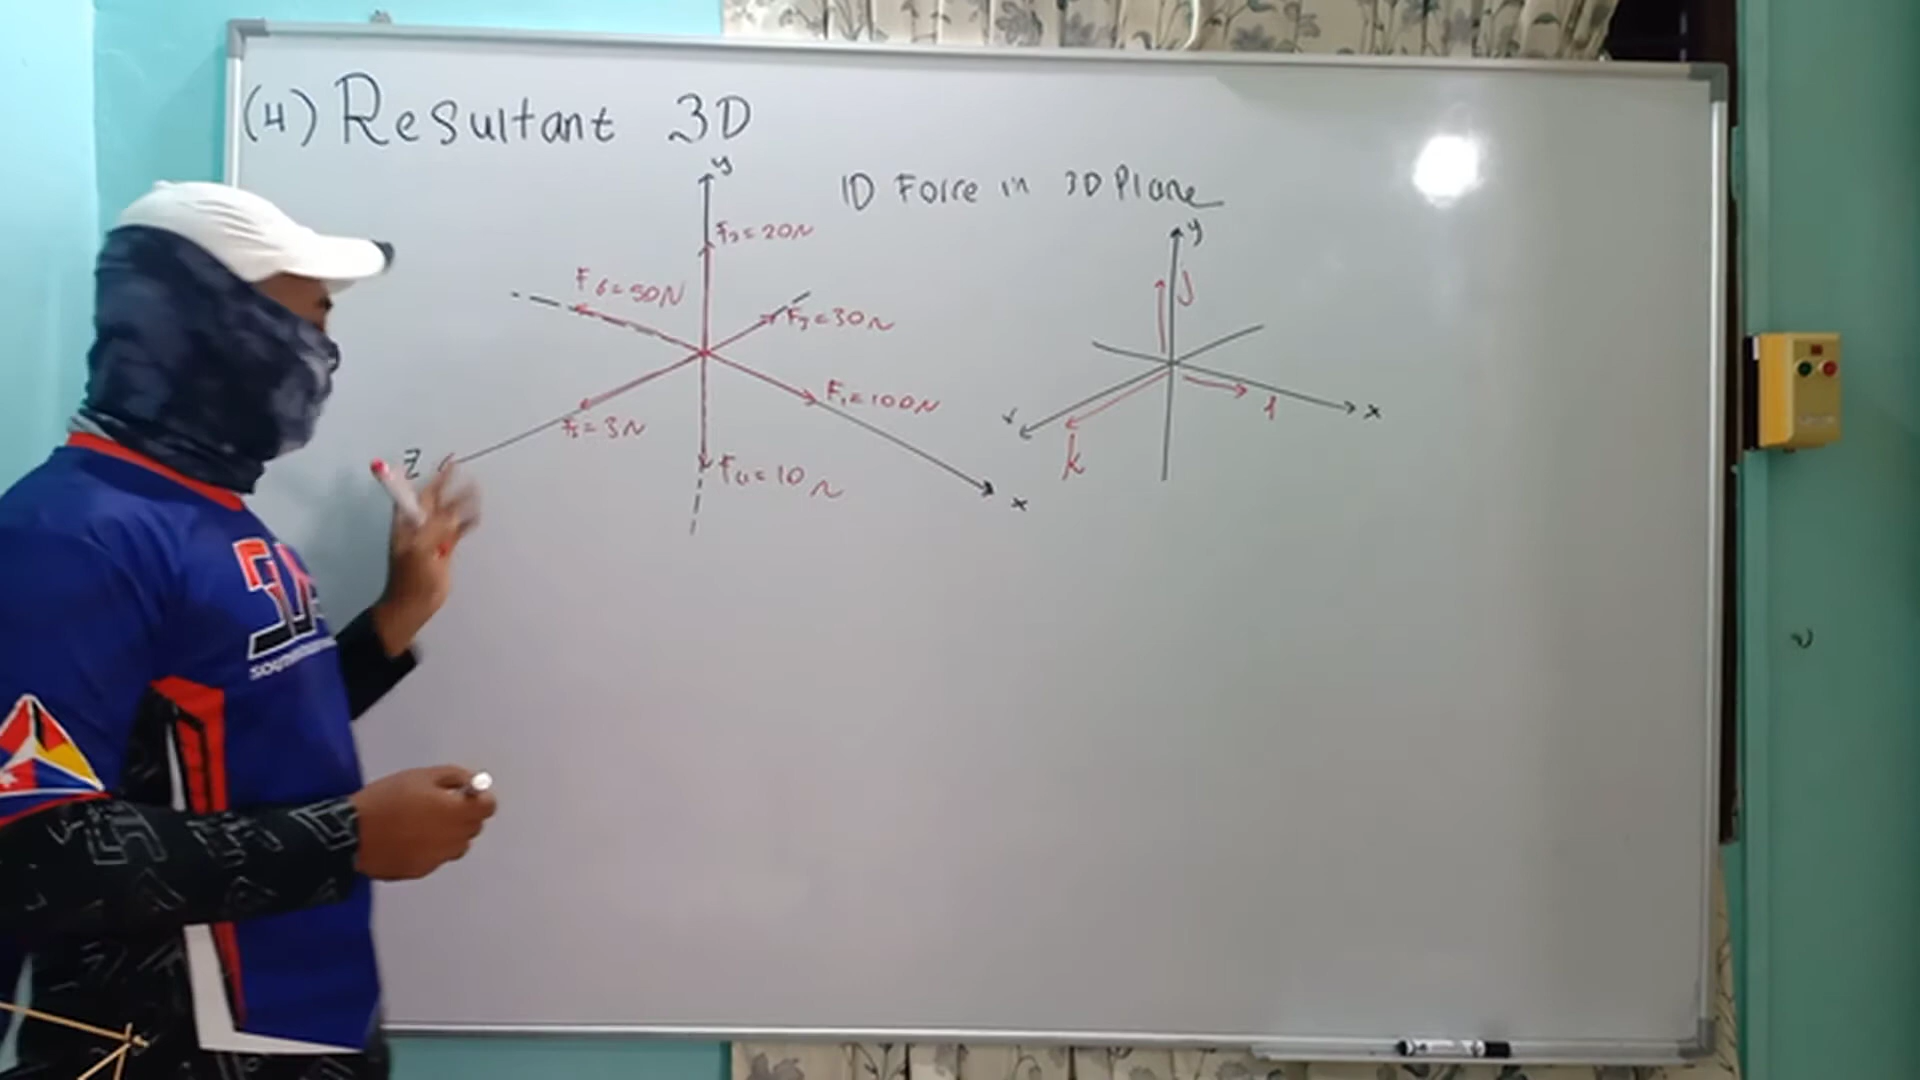 (4) Resultant 3D
y
1D Force in 3D Plane
F₂ = 20N
y
F6 = 50N
J
F₃ = 30N
F₁ = 100N
x
k
F₅ = 3N
Z
F₄ = 10N
x